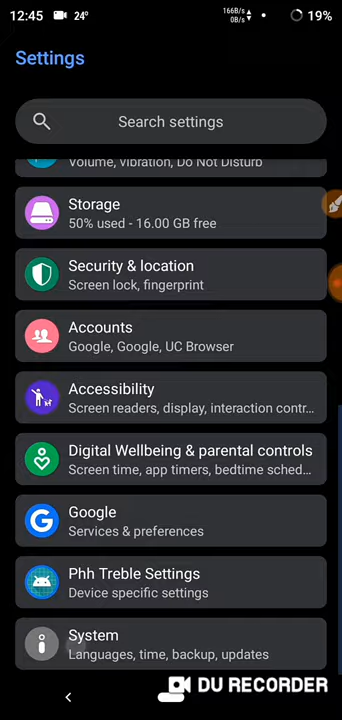 12:45 24° 166B/s 19%
0B/s
Settings
Search settings
Volume, vibration, Do Not Disturb
Storage
50% used - 16.00 GB free
Security & location
Screen lock, fingerprint
Accounts
Google, Google, UC Browser
Accessibility
Screen readers, display, interaction contr...
Digital Wellbeing & parental controls
Screen time, app timers, bedtime sched...
Google
Services & preferences
Phh Treble Settings
Device specific settings
System
Languages, time, backup, updates
DU RECORDER